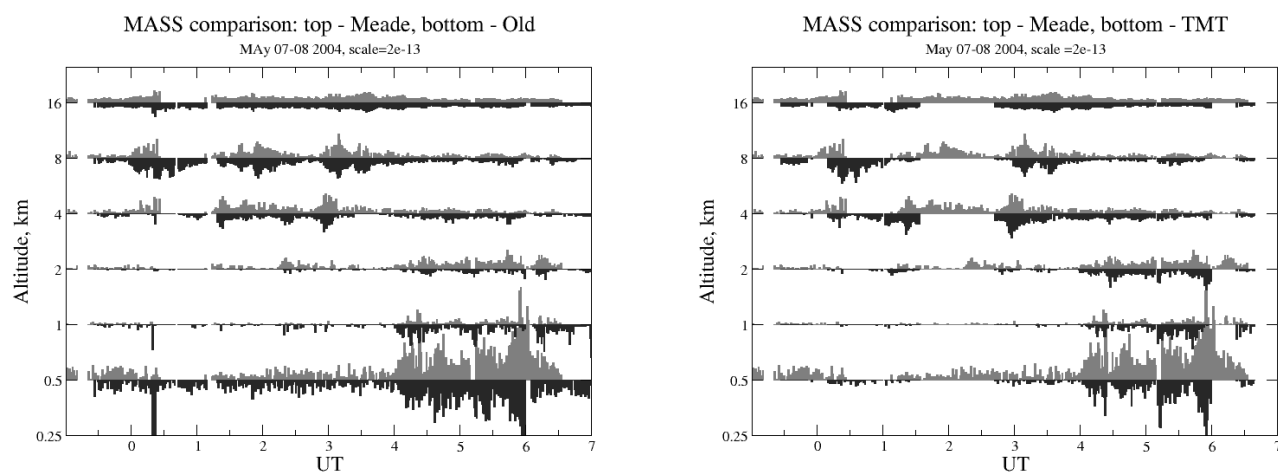 MASS comparison: top - Meade, bottom - Old
MAy 07-08 2004, scale=2e-13
Altitude, km
16
8
4
2
1
0.5
0.25
0 1 2 3 4 5 6 7
UT
MASS comparison: top - Meade, bottom - TMT
May 07-08 2004, scale =2e-13
Altitude, km
16
8
4
2
1
0.5
0.25
0 1 2 3 4 5 6 7
UT